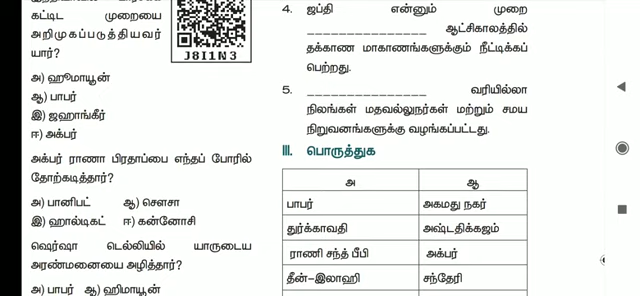 கட்டிட முறையை
அறிமுகப்படுத்தியவர்
யார்?
அ) ஹூமாயூன்
ஆ) பாபர்
இ) ஜஹாங்கீர்
ஈ) அக்பர்
அக்பர் ராணா பிரதாப்பை எந்தப் போரில்
தோற்கடித்தார்?
அ) பானிபட் ஆ) சௌசா
இ) ஹால்டிகட் ஈ) கன்னோசி
ஷெர்ஷா டெல்லியில் யாருடைய
அரண்மனையை அழித்தார்?
அ) பாபர் ஆ) ஹிமாயூன்
J8I1N3
4. ஜப்தி என்னும் முறை
_______________ ஆட்சிகாலத்தில்
தக்காண மாகாணங்களுக்கும் நீட்டிக்கப்
பெற்றது.
5. _______________ வரியில்லா
நிலங்கள் மதவல்லுநர்கள் மற்றும் சமய
நிறுவனங்களுக்கு வழங்கப்பட்டது.
III. பொருத்துக
அ ஆ
பாபர் அகமது நகர்
துர்க்காவதி அஷ்டதிக்கஜம்
ராணி சந்த் பீபி அக்பர்
தீன்-இலாஹி சந்தேரி